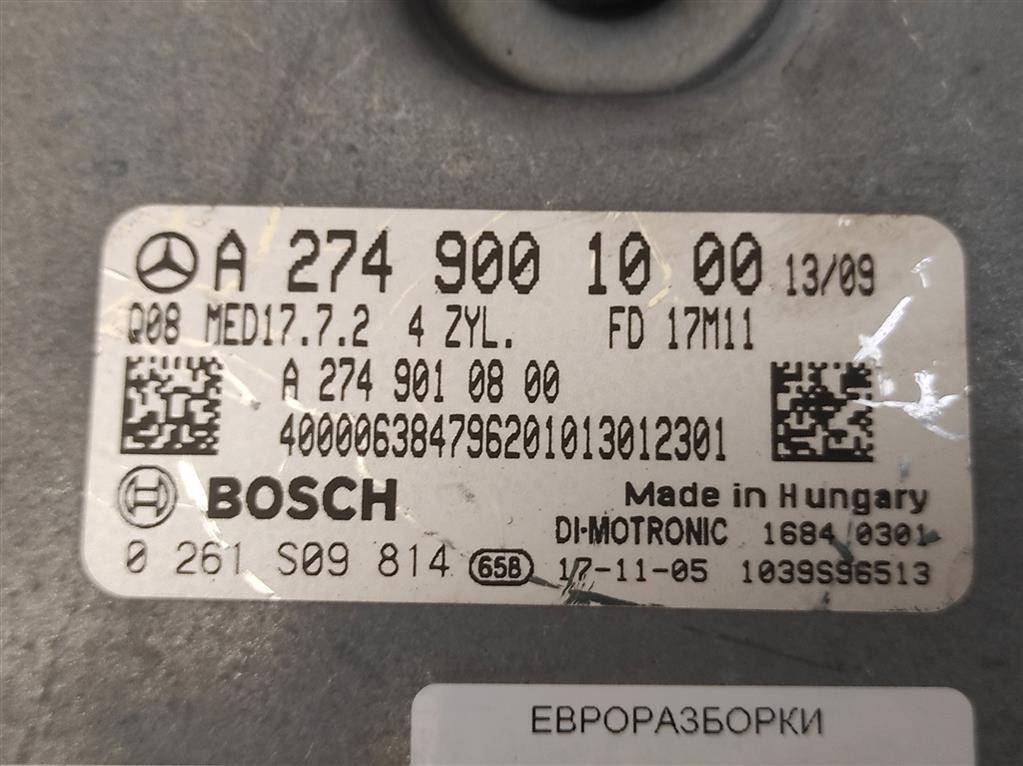 A 274 900 10 00 13/09
Q08 MED17.7.2 4 ZYL. FD 17M11
A 274 901 08 00
400006384796201013012301
BOSCH Made in Hungary
DI-MOTRONIC 1684 0301
0 261 S09 814 658 17-11-05 1039S96513
ЕВРОРАЗБОРКИ